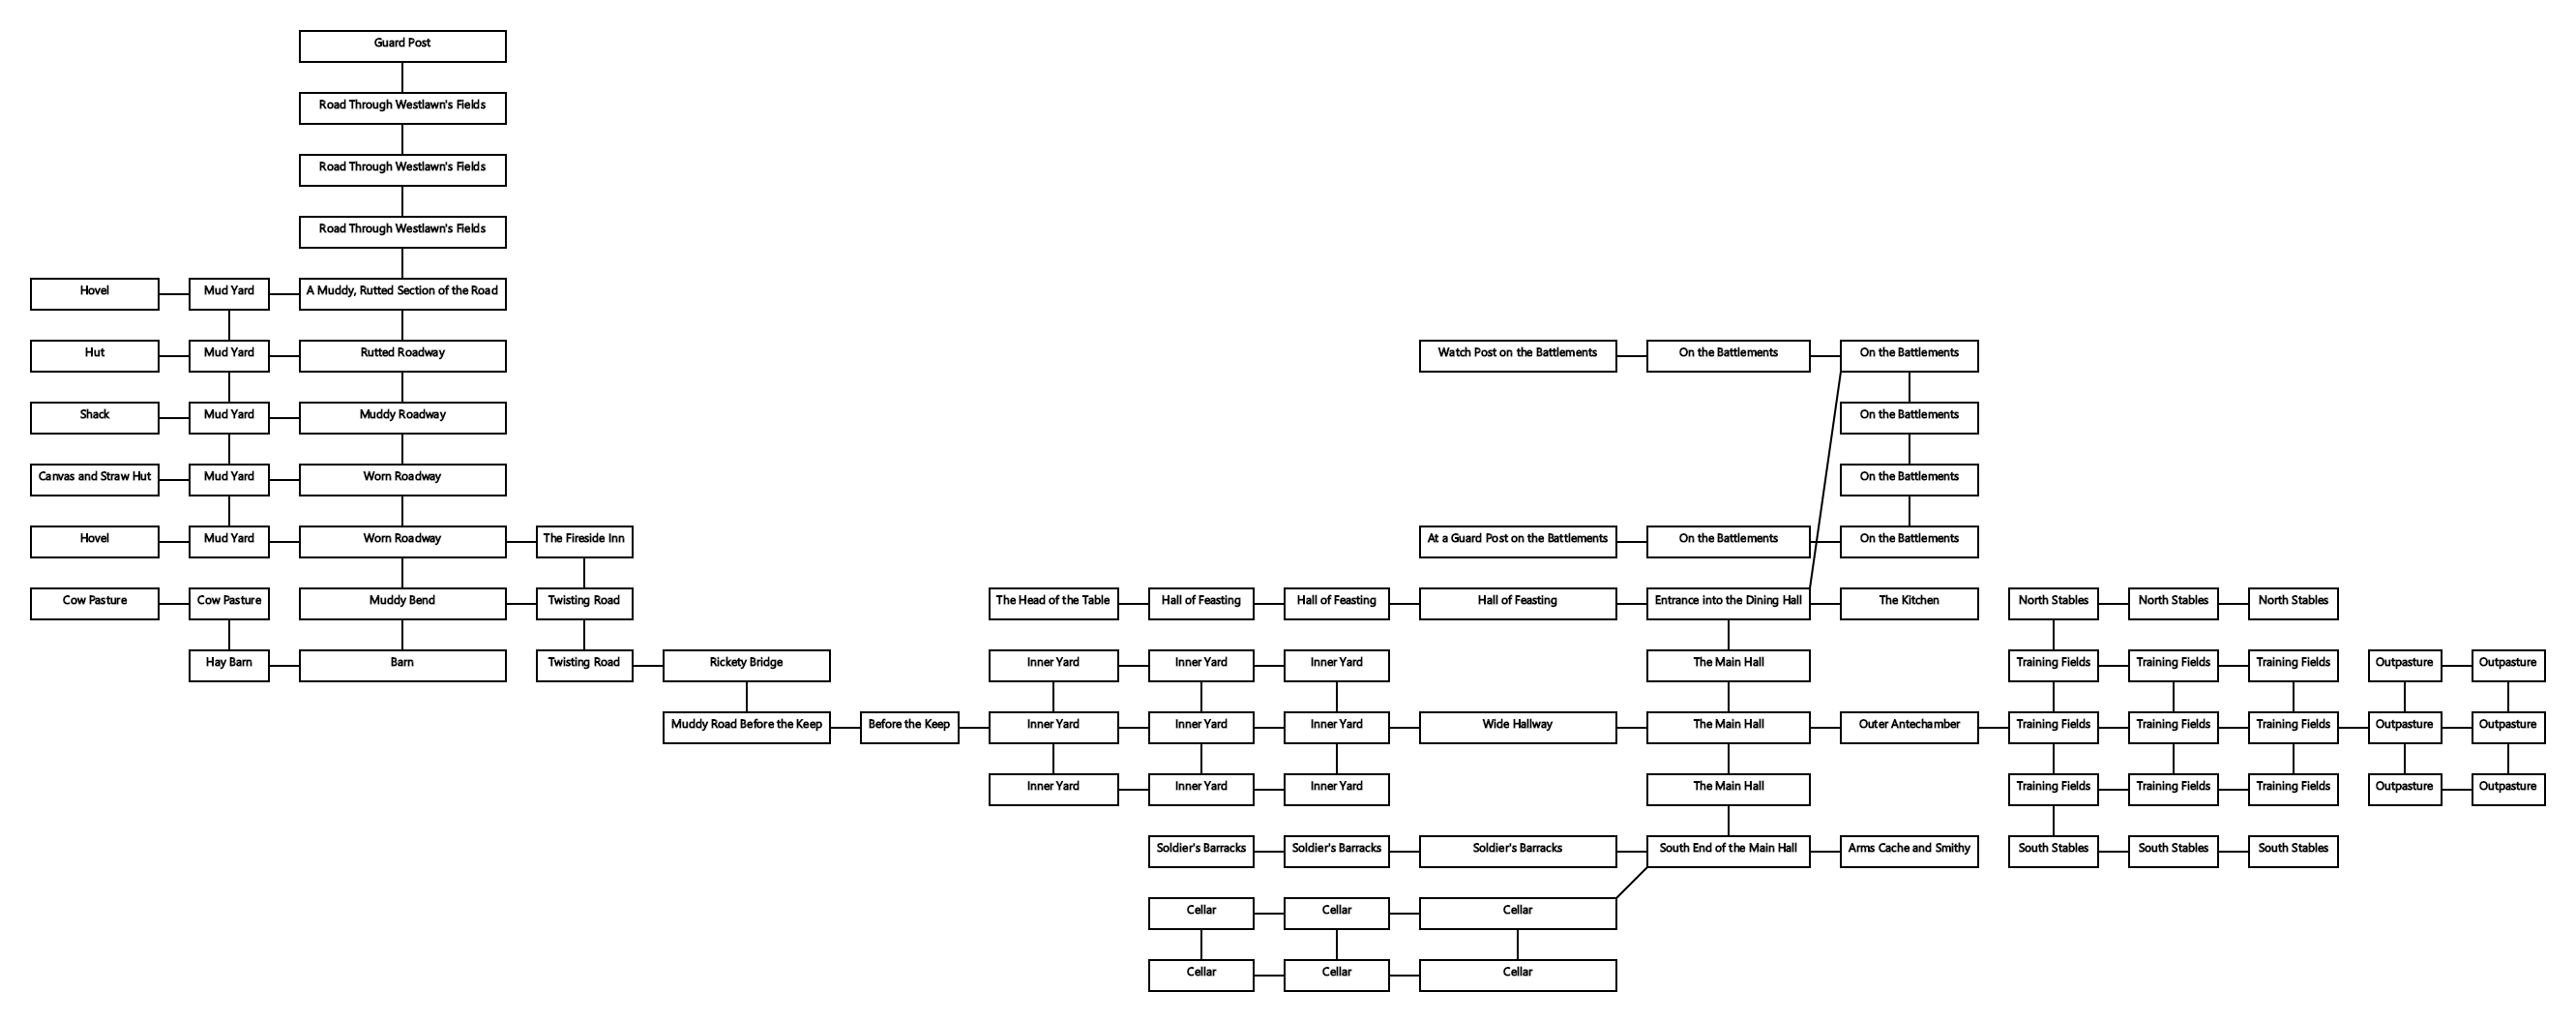 Guard Post
Road Through Westlawn's Fields
Road Through Westlawn's Fields
Road Through Westlawn's Fields
Hovel
Mud Yard
A Muddy, Rutted Section of the Road
Hut
Mud Yard
Rutted Roadway
Watch Post on the Battlements
On the Battlements
On the Battlements
Shack
Mud Yard
Muddy Roadway
On the Battlements
Canvas and Straw Hut
Mud Yard
Worn Roadway
On the Battlements
Hovel
Mud Yard
Worn Roadway
The Fireside Inn
At a Guard Post on the Battlements
On the Battlements
On the Battlements
Cow Pasture
Cow Pasture
Muddy Bend
Twisting Road
The Head of the Table
Hall of Feasting
Hall of Feasting
Hall of Feasting
Entrance into the Dining Hall
The Kitchen
North Stables
North Stables
North Stables
Hay Barn
Barn
Twisting Road
Rickety Bridge
Inner Yard
Inner Yard
Inner Yard
The Main Hall
Training Fields
Training Fields
Training Fields
Outpasture
Outpasture
Muddy Road Before the Keep
Before the Keep
Inner Yard
Inner Yard
Inner Yard
Wide Hallway
The Main Hall
Outer Antechamber
Training Fields
Training Fields
Training Fields
Outpasture
Outpasture
Inner Yard
Inner Yard
Inner Yard
The Main Hall
Training Fields
Training Fields
Training Fields
Outpasture
Outpasture
Soldier's Barracks
Soldier's Barracks
Soldier's Barracks
South End of the Main Hall
Arms Cache and Smithy
South Stables
South Stables
South Stables
Cellar
Cellar
Cellar
Cellar
Cellar
Cellar